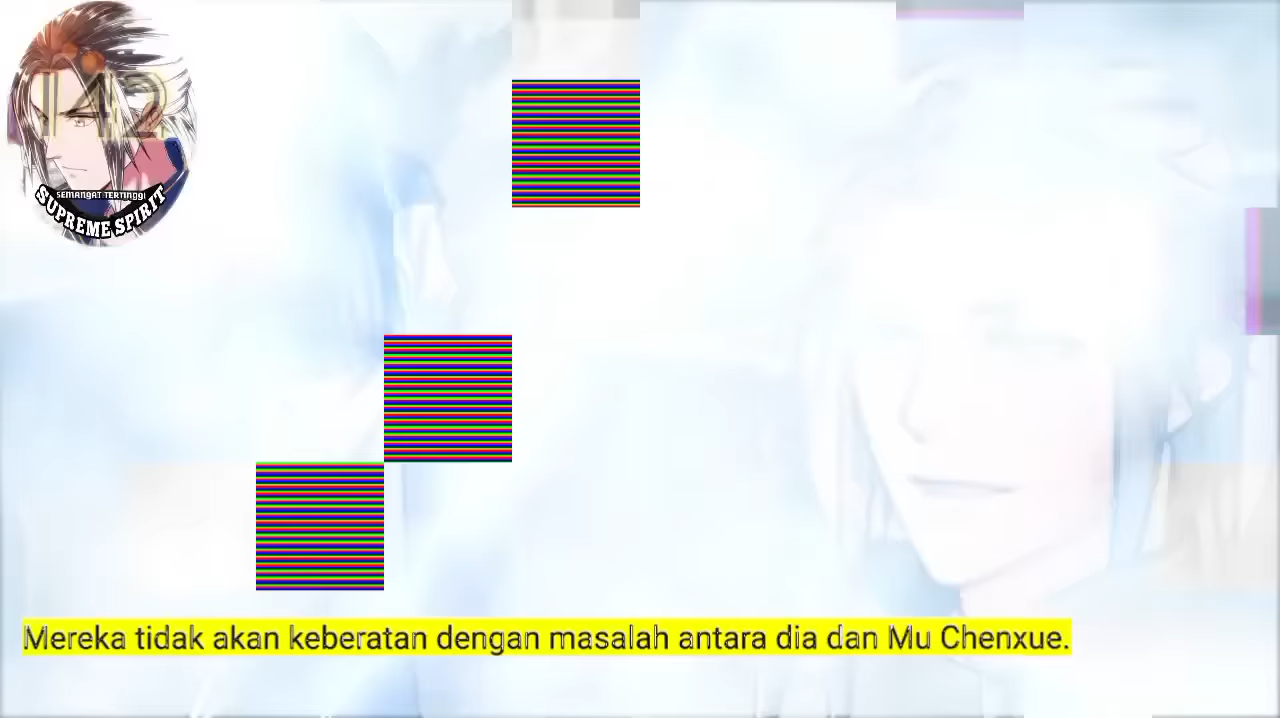 142
SEMANGAT TERTINGGI
SUPREME SPIRIT
Mereka tidak akan keberatan dengan masalah antara dia dan Mu Chenxue.